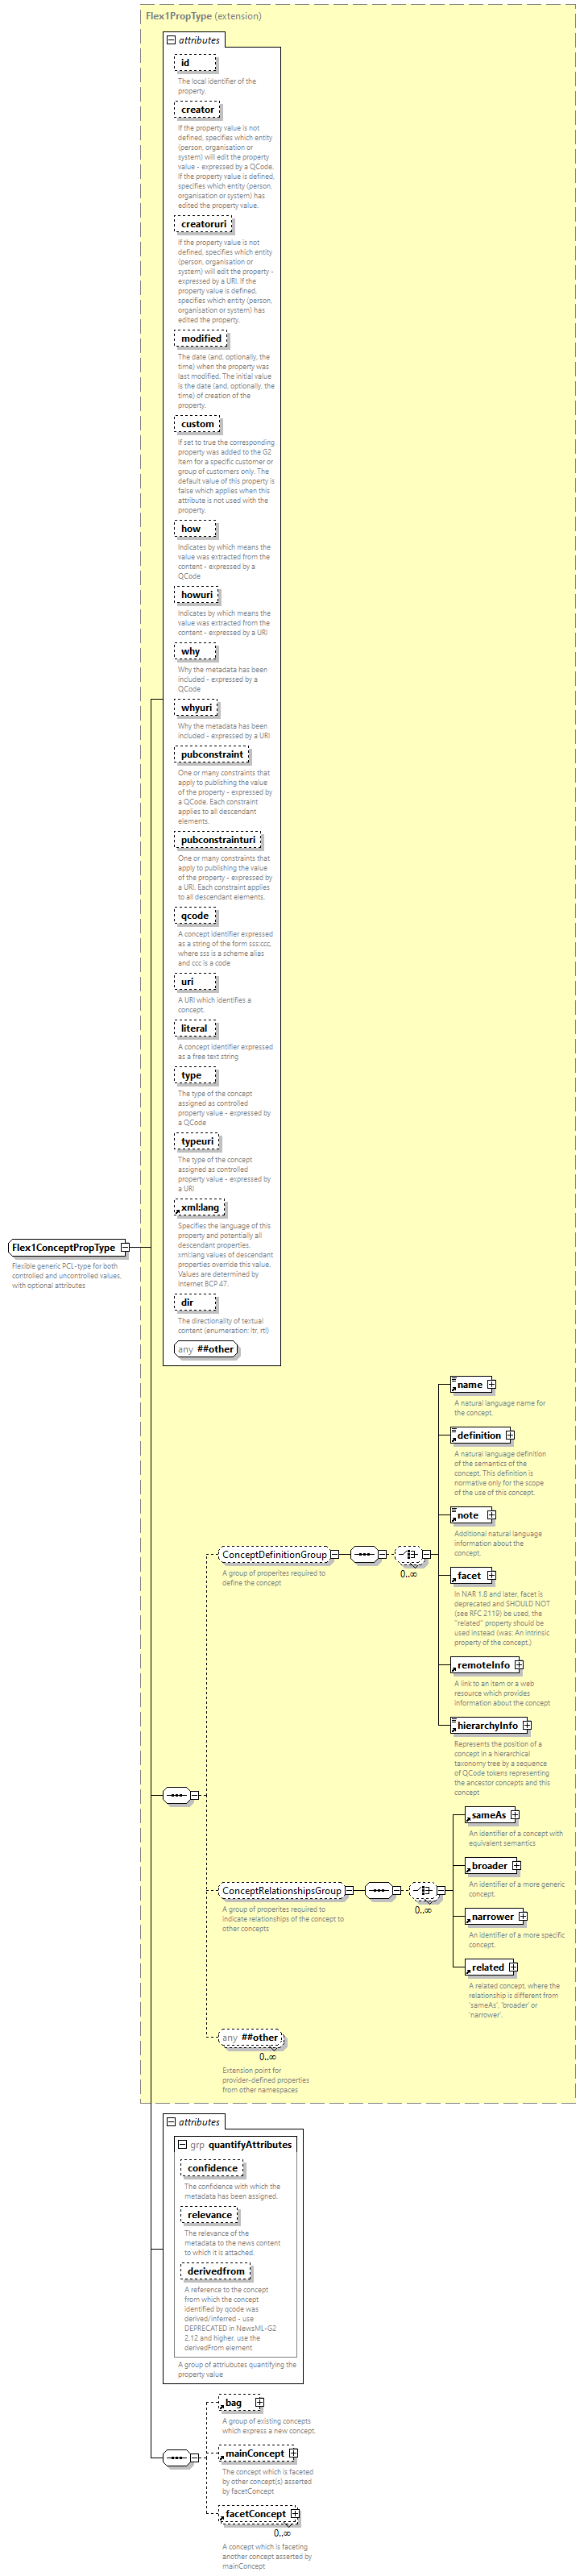 Flex1PropType (extension)
attributes
id
The local identifier of the
property.
creator
If the property value is not
defined, specifies which entity
(person, organisation or
system) will edit the property
value - expressed by a QCode.
If the property value is defined,
specifies which entity (person,
organisation or system) has
edited the property value.
creatoruri
If the property value is not
defined, specifies which entity
(person, organisation or
system) will edit the property -
expressed by a URI. If the
property value is defined,
specifies which entity (person,
organisation or system) has
edited the property.
modified
The date (and, optionally, the
time) when the property was
last modified. The initial value
is the date (and, optionally, the
time) of creation of the
property.
custom
If set to true the corresponding
property was added to the G2
Item for a specific customer or
group of customers only. The
default value of this property is
false which applies when this
attribute is not used with the
property.
how
Indicates by which means the
value was extracted from the
content - expressed by a
QCode
howuri
Indicates by which means the
value was extracted from the
content - expressed by a URI
why
Why the metadata has been
included - expressed by a
QCode
whyuri
Why the metadata has been
included - expressed by a URI
pubconstraint
One or many constraints that
apply to publishing the value
of the property - expressed by
a QCode. Each constraint
applies to all descendant
elements.
pubconstrainturi
One or many constraints that
apply to publishing the value
of the property - expressed by
a URI. Each constraint applies
to all descendant elements.
qcode
A concept identifier expressed
as a string of the form sss:ccc,
where sss is a scheme alias
and ccc is a code
uri
A URI which identifies a
concept.
literal
A concept identifier expressed
as a free text string
type
The type of the concept
assigned as controlled
property value - expressed by
a QCode
typeuri
The type of the concept
assigned as controlled
property value - expressed by
a URI
xml:lang
Specifies the language of this
property and potentially all
descendant properties.
xml:lang values of descendant
properties override this value.
Values are determined by
Internet BCP 47.
dir
The directionality of textual
content (enumeration: ltr, rtl)
any ##other
Flex1ConceptPropType
Flexible generic PCL-type for both
controlled and uncontrolled values,
with optional attributes
name
A natural language name for
the concept.
definition
A natural language definition
of the semantics of the
concept. This definition is
normative only for the scope
of the use of this concept.
note
Additional natural language
information about the
concept.
ConceptDefinitionGroup
0..∞
A group of properites required to
define the concept
facet
In NAR 1.8 and later, facet is
deprecated and SHOULD NOT
(see RFC 2119) be used, the
"related" property should be
used instead (was: An intrinsic
property of the concept.)
remoteInfo
A link to an item or a web
resource which provides
information about the concept
hierarchyInfo
Represents the position of a
concept in a hierarchical
taxonomy tree by a sequence
of QCode tokens representing
the ancestor concepts and this
concept
sameAs
An identifier of a concept with
equivalent semantics
broader
An identifier of a more generic
concept.
ConceptRelationshipsGroup
0..∞
A group of properites required to
indicate relationships of the concept to
other concepts
narrower
An identifier of a more specific
concept.
related
A related concept, where the
relationship is different from
'sameAs', 'broader' or
'narrower'.
any ##other
0..∞
Extension point for
provider-defined properties
from other namespaces
attributes
grp quantifyAttributes
confidence
The confidence with which the
metadata has been assigned.
relevance
The relevance of the
metadata to the news content
to which it is attached.
derivedfrom
A reference to the concept
from which the concept
identified by qcode was
derived/inferred - use
DEPRECATED in NewsML-G2
2.12 and higher, use the
derivedFrom element
A group of attriubutes quantifying the
property value
bag
A group of existing concepts
which express a new concept.
mainConcept
The concept which is faceted
by other concept(s) asserted
by facetConcept
facetConcept
0..∞
A concept which is faceting
another concept asserted by
mainConcept